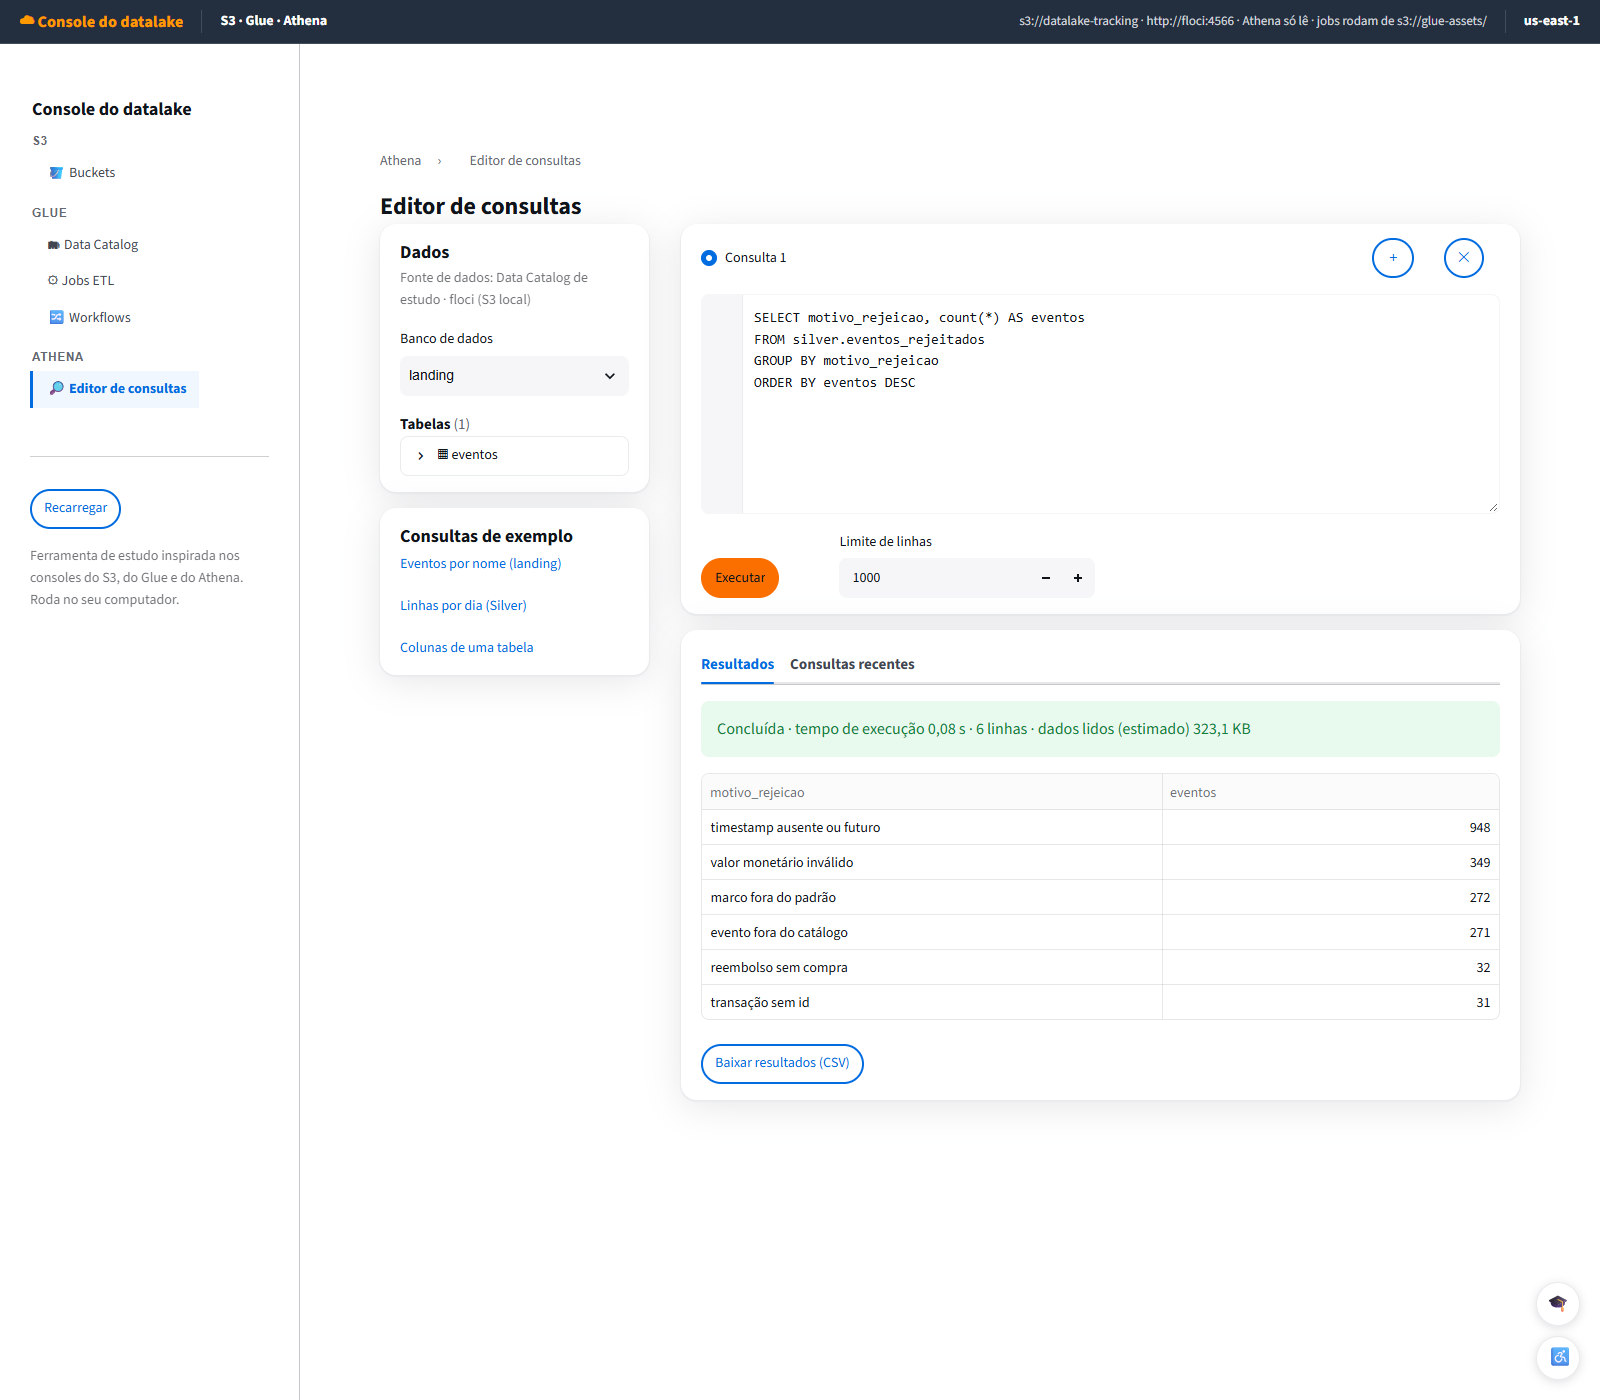 Console do datalake
S3 · Glue · Athena
s3://datalake-tracking · http://floci:4566 · Athena só lê · jobs rodam de s3://glue-assets/
us-east-1
Console do datalake
S3
Buckets
GLUE
Data Catalog
Jobs ETL
Workflows
ATHENA
Editor de consultas
Recarregar
Ferramenta de estudo inspirada nos
consoles do S3, do Glue e do Athena.
Roda no seu computador.
Athena › Editor de consultas
Editor de consultas
Dados
Fonte de dados: Data Catalog de
estudo · floci (S3 local)
Banco de dados
landing
Tabelas (1)
eventos
Consultas de exemplo
Eventos por nome (landing)
Linhas por dia (Silver)
Colunas de uma tabela
Consulta 1
+
SELECT motivo_rejeicao, count(*) AS eventos
FROM silver.eventos_rejeitados
GROUP BY motivo_rejeicao
ORDER BY eventos DESC
Executar
Limite de linhas
1000
Resultados
Consultas recentes
Concluída · tempo de execução 0,08 s · 6 linhas · dados lidos (estimado) 323,1 KB
motivo_rejeicao eventos
timestamp ausente ou futuro 948
valor monetário inválido 349
marco fora do padrão 272
evento fora do catálogo 271
reembolso sem compra 32
transação sem id 31
Baixar resultados (CSV)